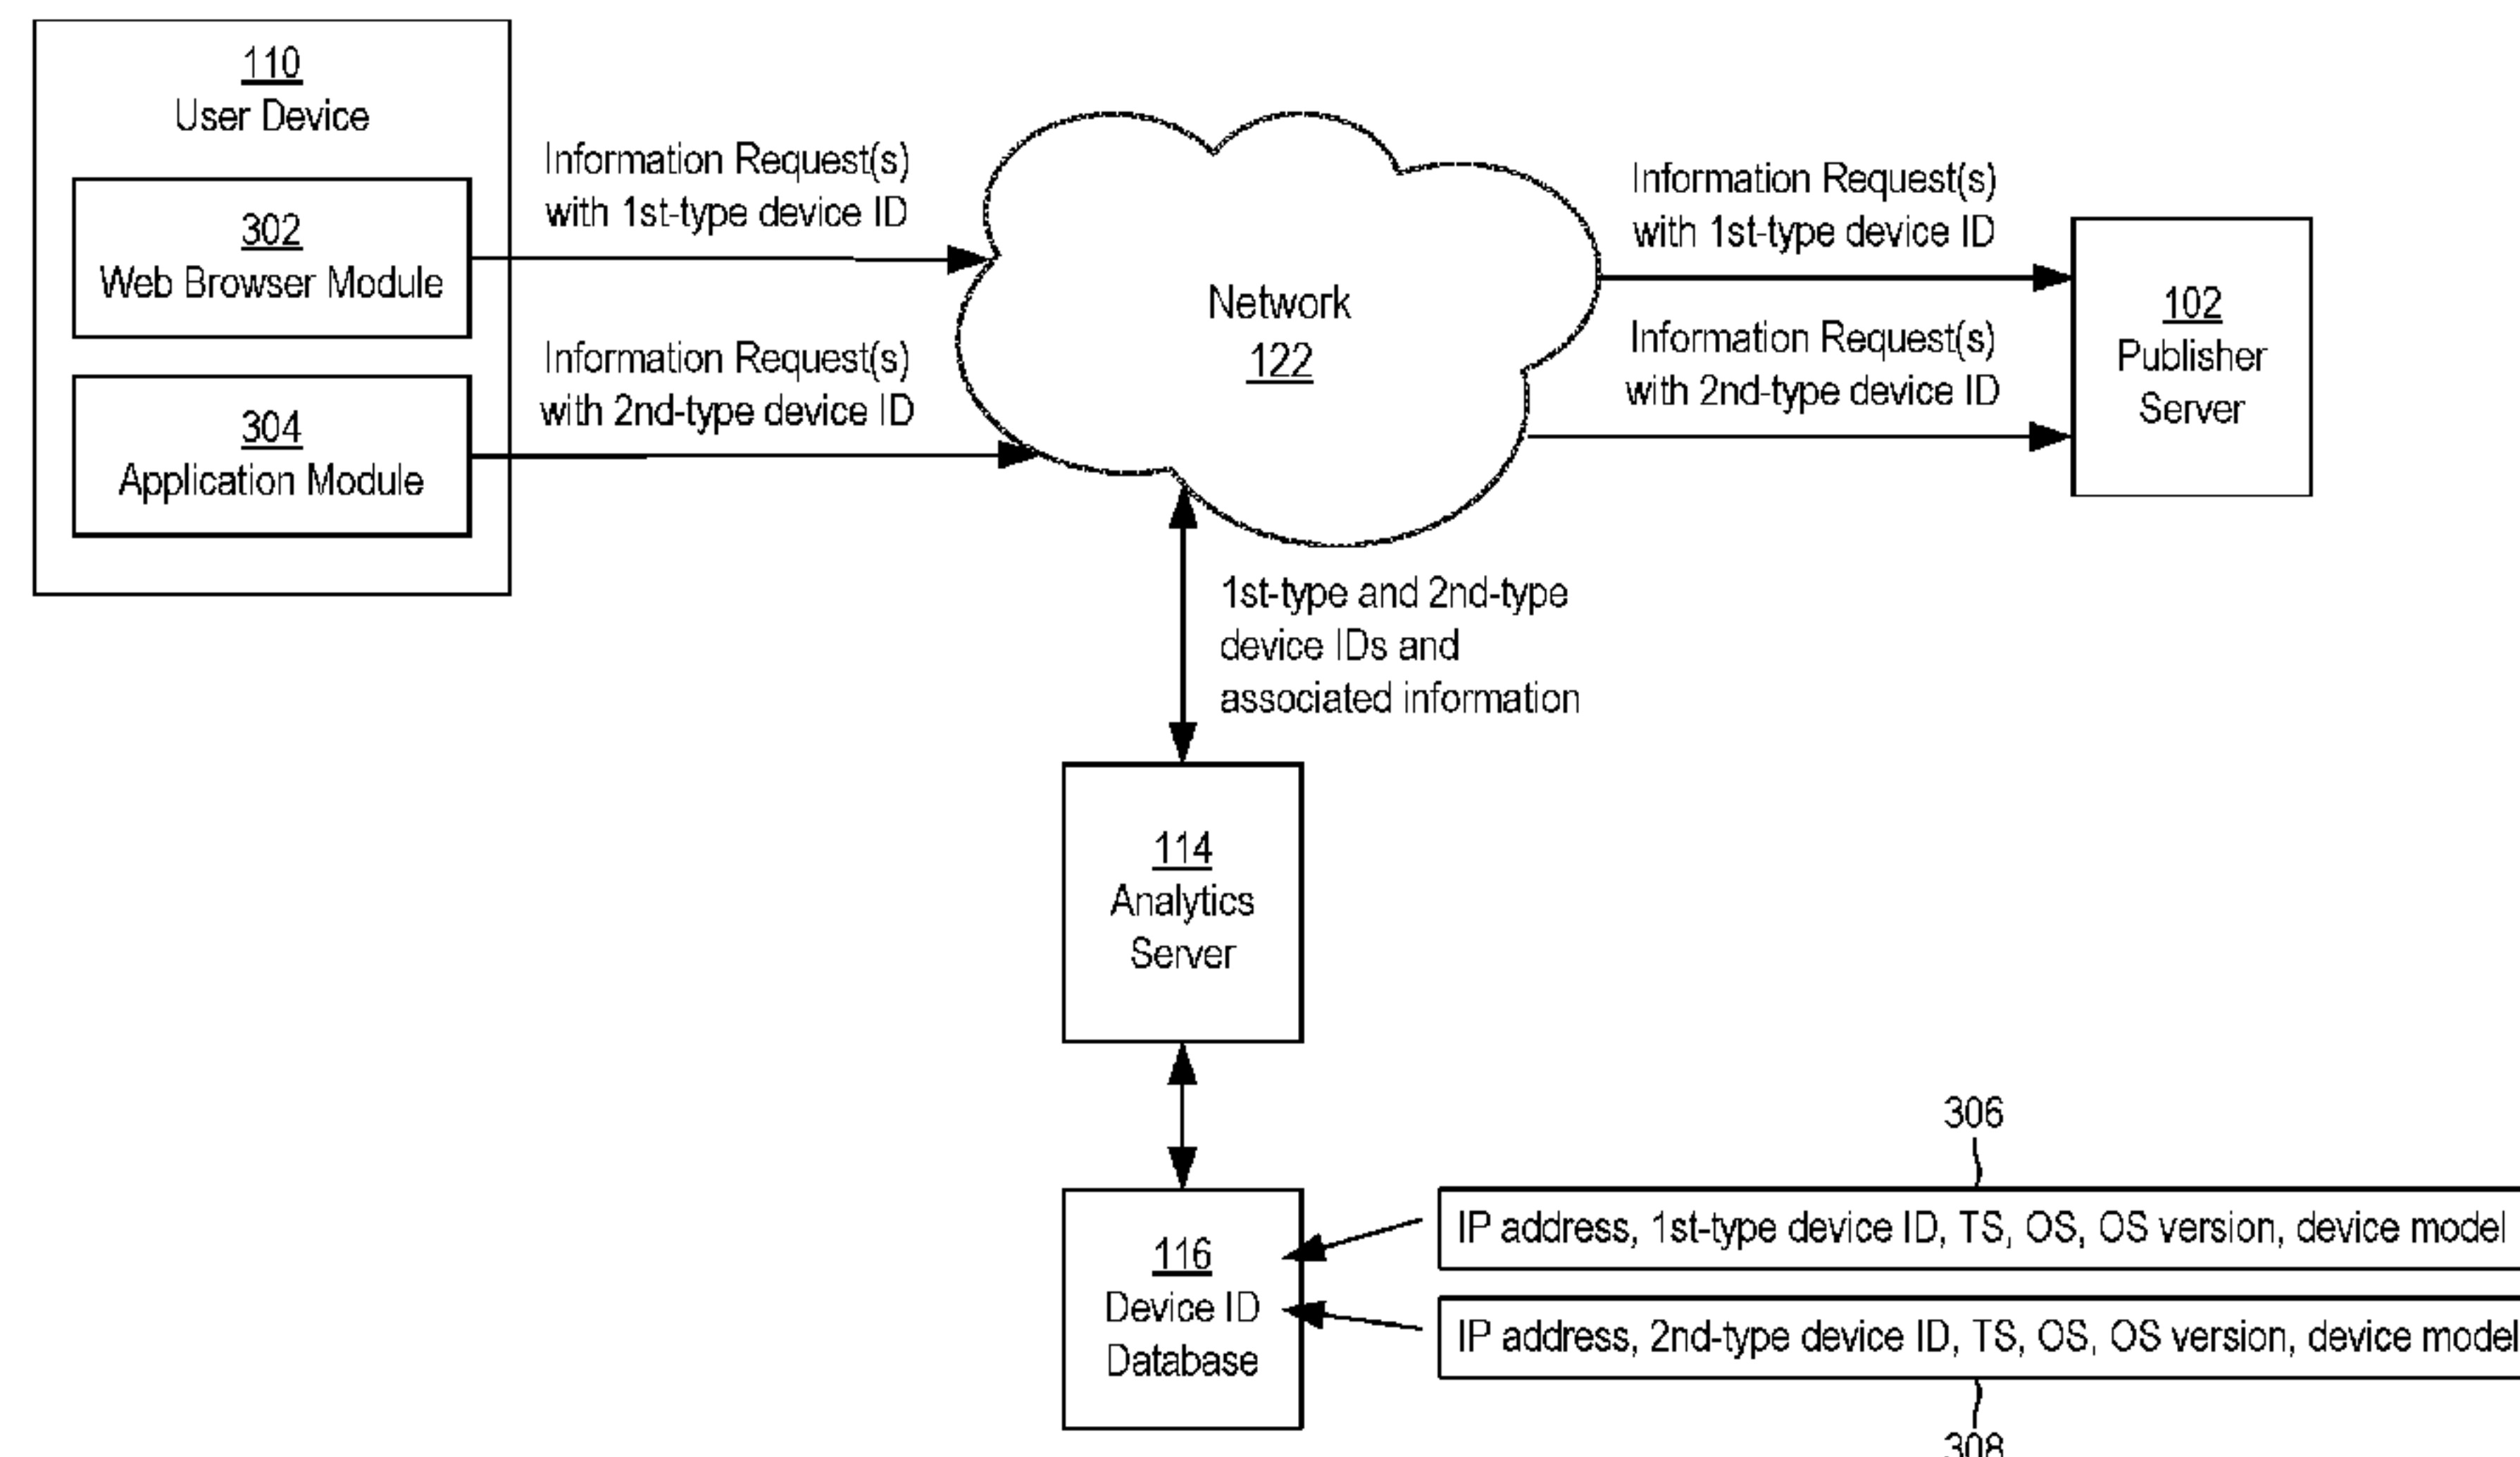 110
User Device
302
Web Browser Module
304
Application Module
Information Request(s)
with 1st-type device ID
Information Request(s)
with 2nd-type device ID
Network
122
Information Request(s)
with 1st-type device ID
Information Request(s)
with 2nd-type device ID
102
Publisher
Server
1st-type and 2nd-type
device IDs and
associated information
114
Analytics
Server
116
Device ID
Database
306
IP address, 1st-type device ID, TS, OS, OS version, device model
IP address, 2nd-type device ID, TS, OS, OS version, device model
308